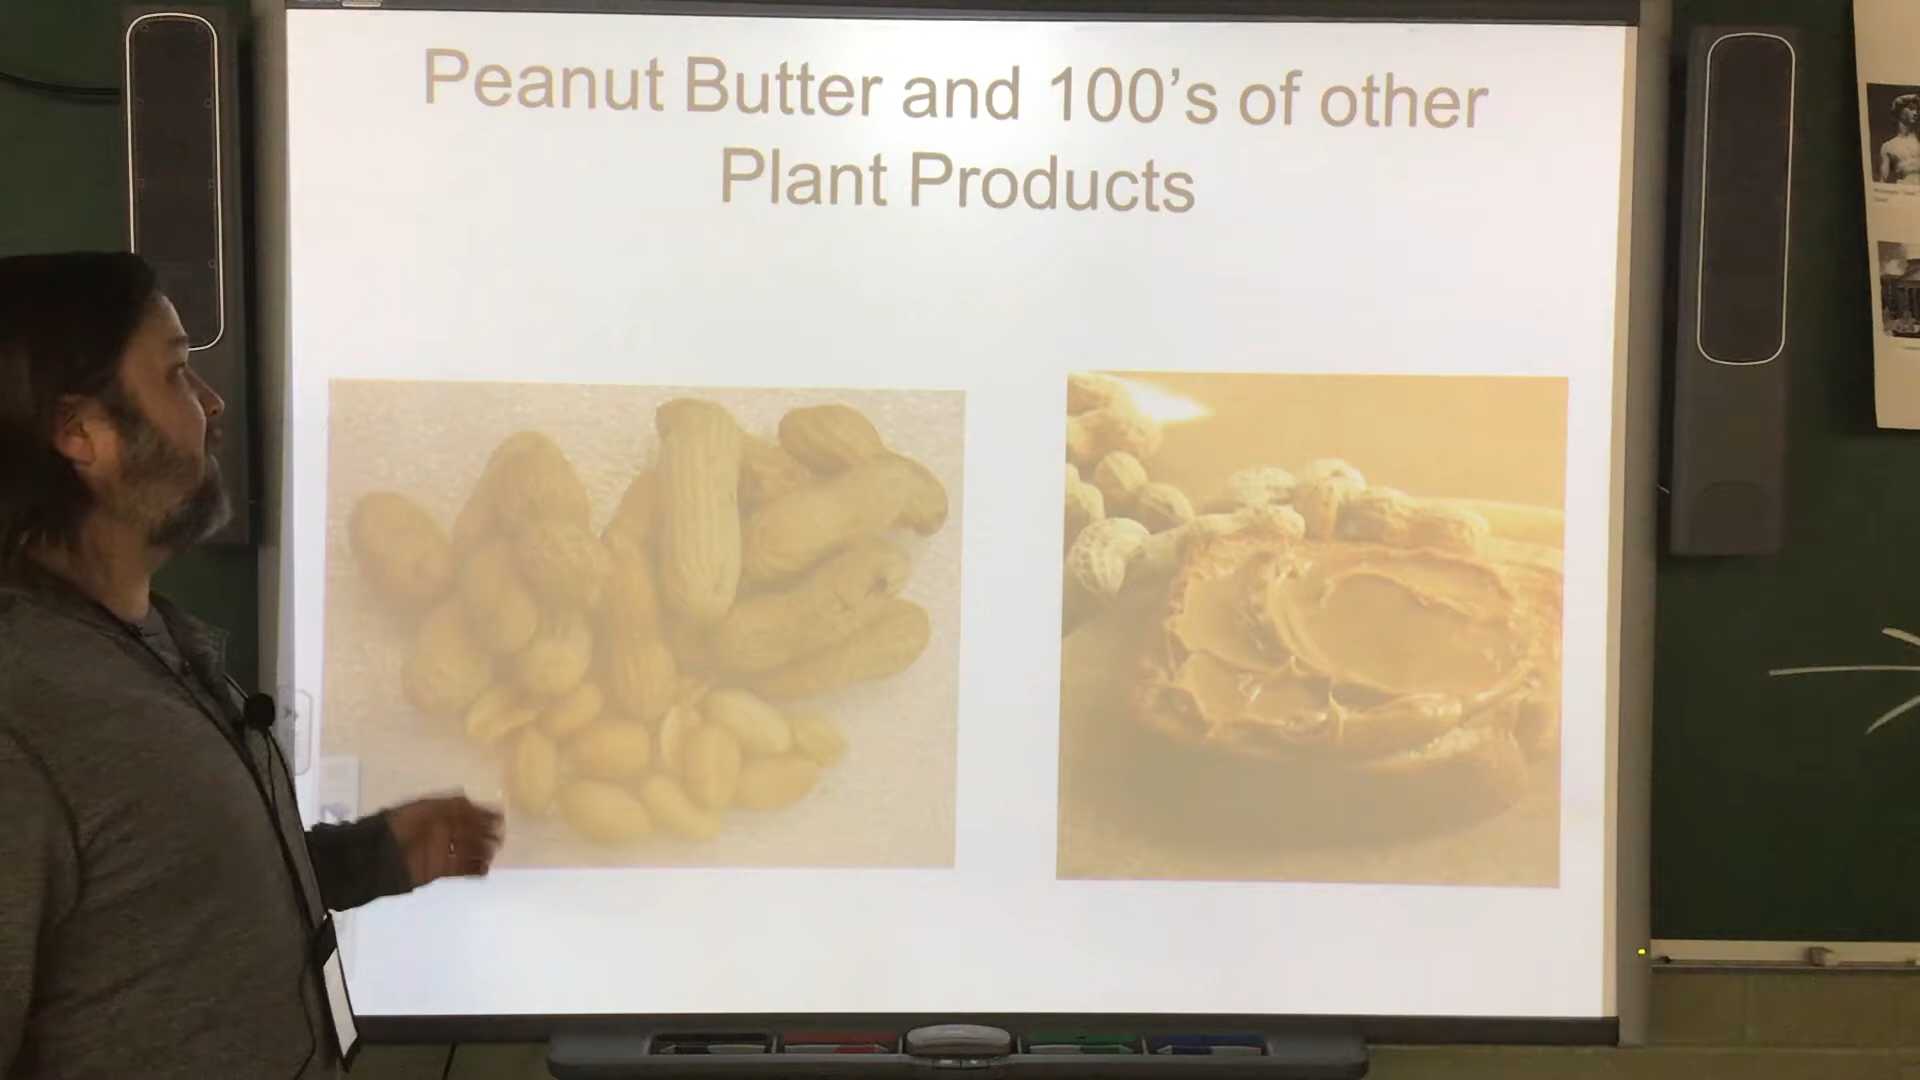 Peanut Butter and 100's of other
Plant Products